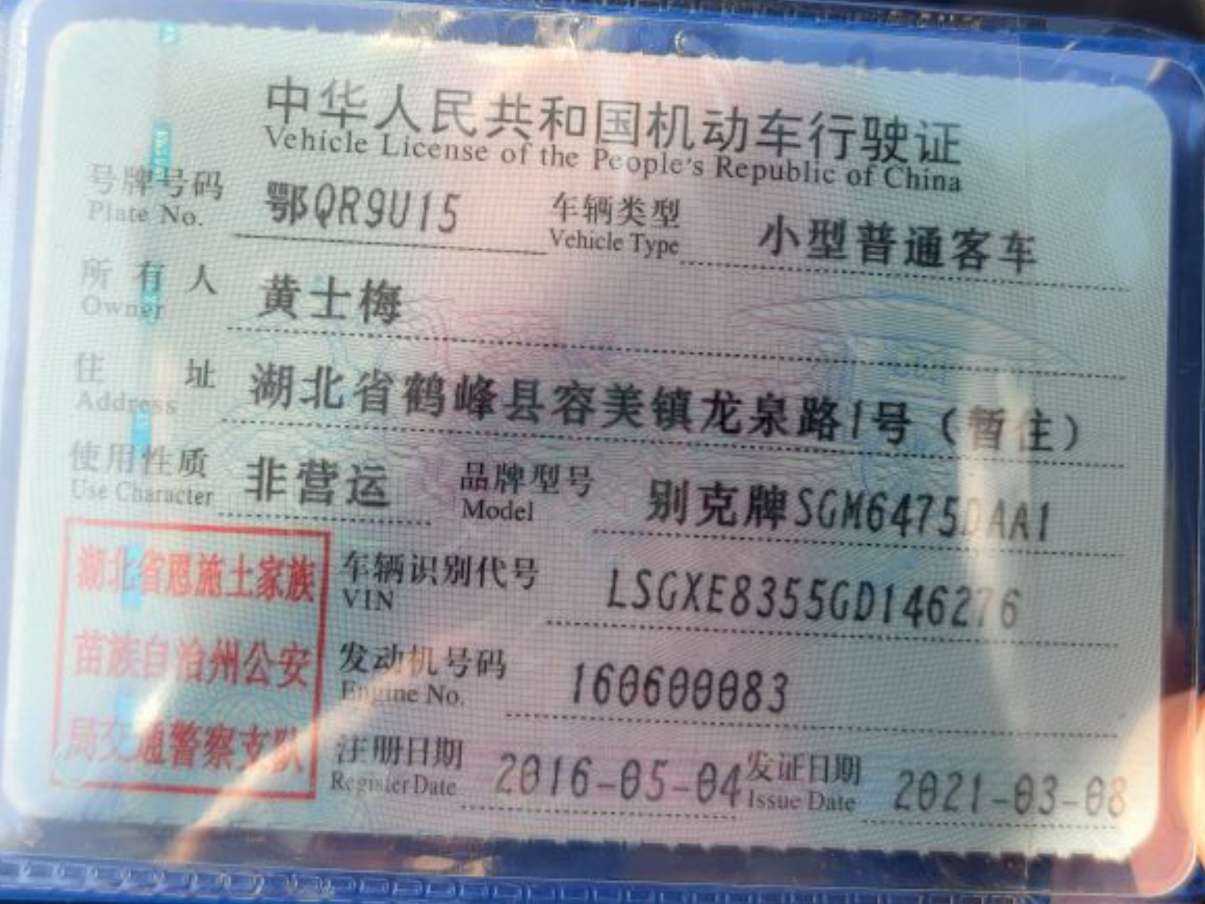 中华人民共和国机动车行驶证
Vehicle License of the People's Republic of China
号牌号码 鄂QR9U15 车辆类型 小型普通客车
Plate No. Vehicle Type
所有人 黄士梅
Owner
住址 湖北省鹤峰县容美镇龙泉路1号（暂住）
Address
使用性质 非营运 品牌型号 别克牌SGM6475DAA1
Use Character Model
湖北省恩施土家族
苗族自治州公安
局交通警察支队
车辆识别代号 LSGXE8355GD146276
VIN
发动机号码 160600083
Engine No.
注册日期 2016-05-04 发证日期 2021-03-08
Register Date Issue Date